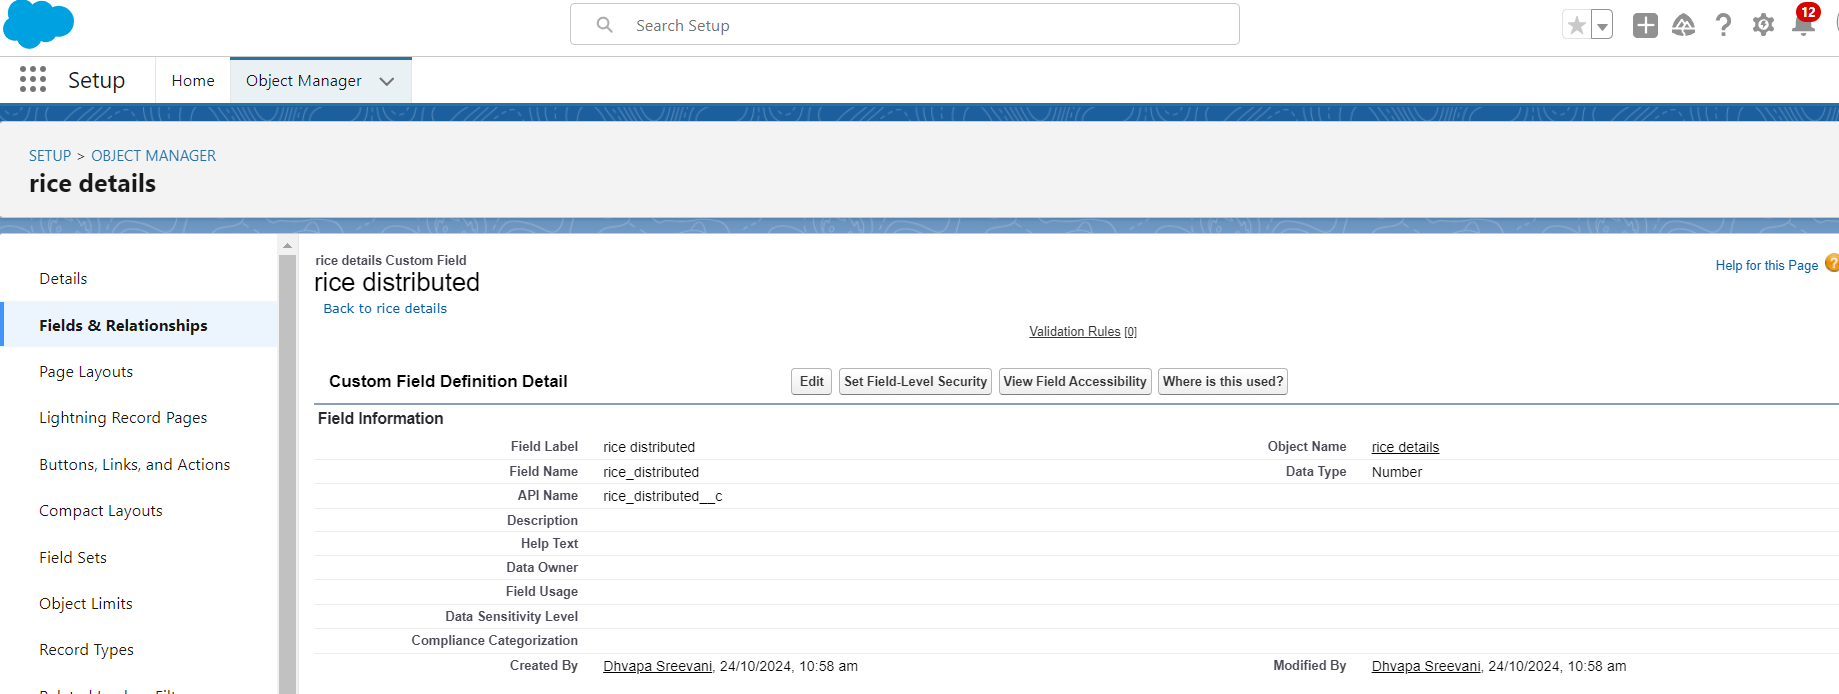 Search Setup
12
Setup
Home
Object Manager
SETUP > OBJECT MANAGER
rice details
Details
Fields & Relationships
Page Layouts
Lightning Record Pages
Buttons, Links, and Actions
Compact Layouts
Field Sets
Object Limits
Record Types
rice details Custom Field
rice distributed
Back to rice details
Help for this Page ?
Validation Rules [0]
Custom Field Definition Detail
Edit
Set Field-Level Security
View Field Accessibility
Where is this used?
Field Information
Field Label rice distributed Object Name rice details
Field Name rice_distributed Data Type Number
API Name rice_distributed__c
Description
Help Text
Data Owner
Field Usage
Data Sensitivity Level
Compliance Categorization
Created By Dhvapa Sreevani, 24/10/2024, 10:58 am Modified By Dhvapa Sreevani, 24/10/2024, 10:58 am